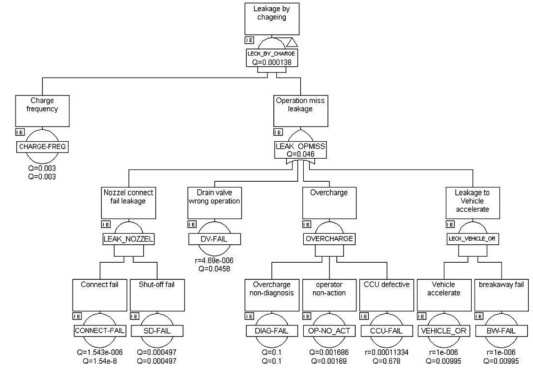 Leakage by
chageing
I E
LECK_BY_CHARGE
Q=0.000138
Charge
frequency
I E
CHARGE-FREQ
Q=0.003
Q=0.003
Operation miss
leakage
I E
LEAK_OPMISS
Q=0.046
Nozzel connect
fail leakage
I E
LEAK_NOZZEL
Drain valve
wrong operation
I E
DV-FAIL
r=4.69e-006
Q=0.0458
Overcharge
I E
OVERCHARGE
Leakage to
Vehicle
accelerate
I E
LECK_VEHICLE_OR
Connect fail
I E
CONNECT-FAIL
Q=1.543e-006
Q=1.54e-6
Shut-off fail
I E
SD-FAIL
Q=0.000497
Q=0.000497
Overcharge
non-diagnosis
I E
DIAG-FAIL
Q=0.1
Q=0.1
operator
non-action
I E
OP-NO_ACT
Q=0.001686
Q=0.00169
CCU defective
I E
CCU-FAIL
r=0.00011334
Q=0.678
Vehicle
accelerate
I E
VEHICLE_OR
r=1e-006
Q=0.00995
breakaway fail
I E
BW-FAIL
r=1e-006
Q=0.00995